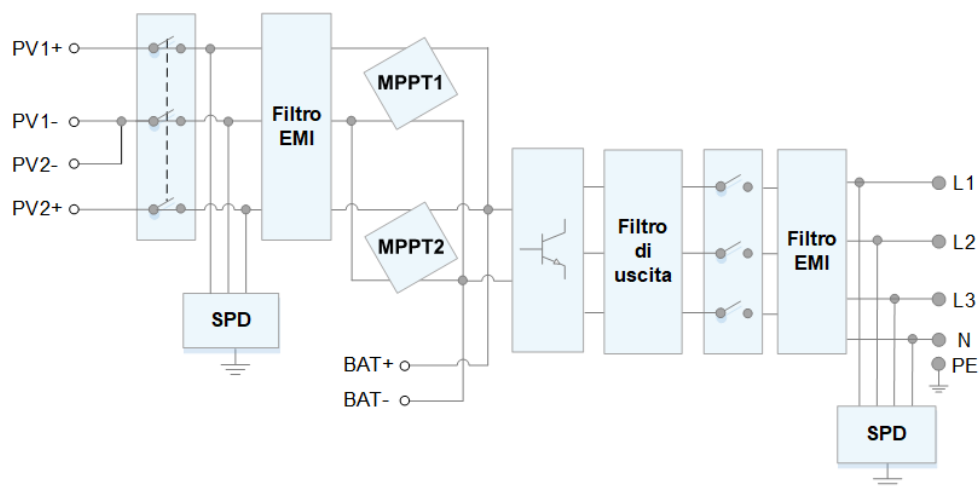 PV1+
PV1-
PV2-
PV2+
Filtro
EMI
MPPT1
MPPT2
SPD
BAT+
BAT-
Filtro
di
uscita
Filtro
EMI
L1
L2
L3
N
PE
SPD